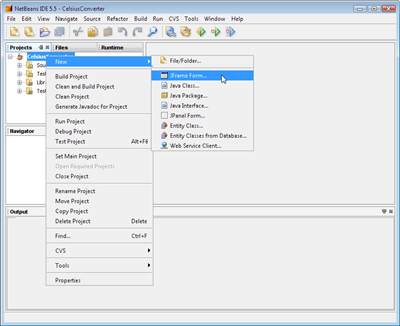 NetBeans IDE 5.5 - CelsiusConverter
File Edit View Navigate Source Refactor Build Run CVS Tools Window Help
Projects Files Runtime
CelsiusConverter
New
File/Folder...
Sou
JFrame Form...
Test
Build Project
Java Class...
Libr
Clean and Build Project
Java Package...
Test
Clean Project
Java Interface...
Generate Javadoc for Project
JPanel Form...
Run Project
Entity Class...
Navigator
Debug Project
Entity Classes from Database...
Test Project Alt+F6
Web Service Client...
Set Main Project
Open Required Projects
Close Project
Rename Project
Move Project
Output
Copy Project
Delete Project Delete
Find... Ctrl+F
CVS
Tools
Properties